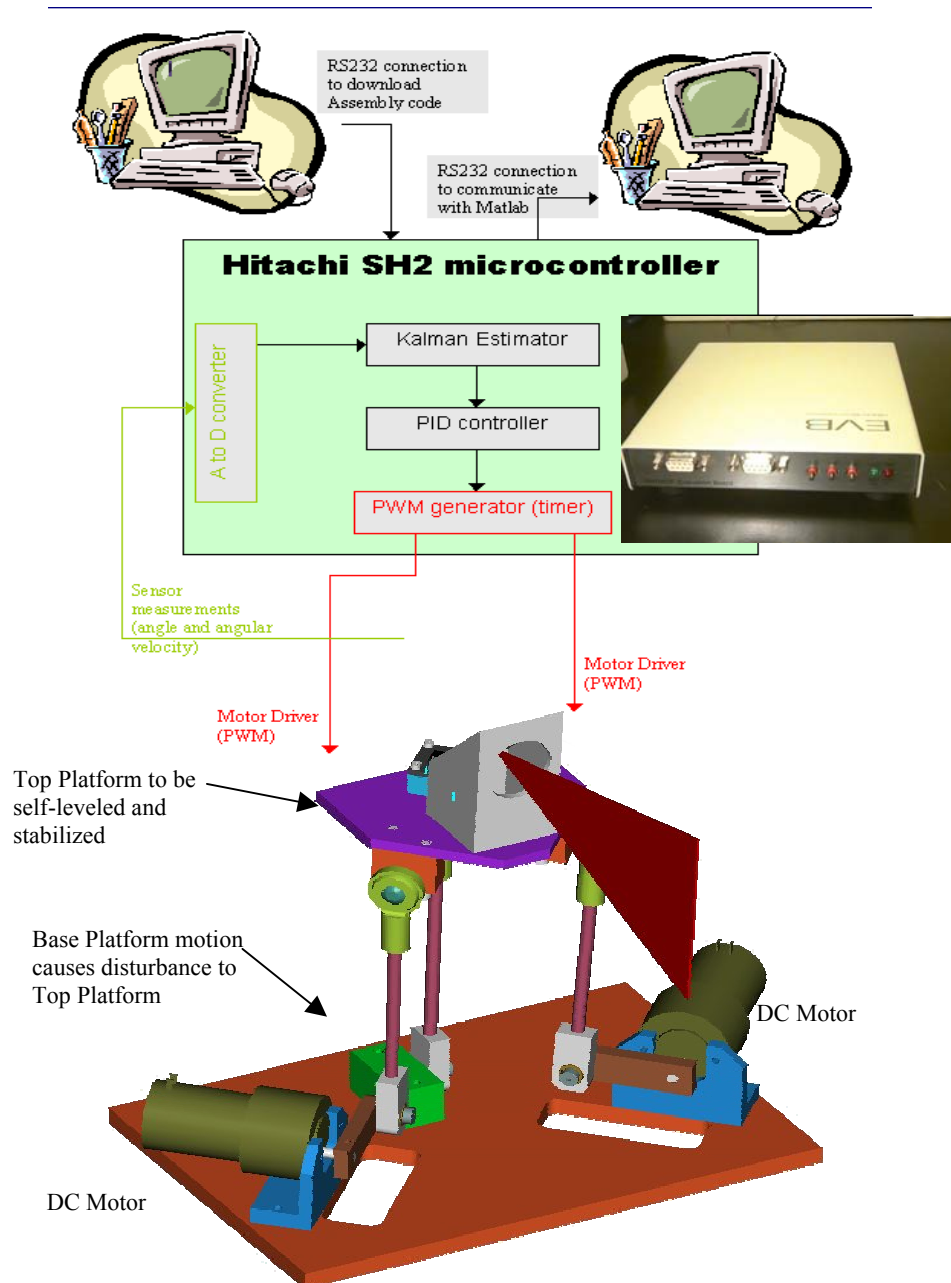 RS232 connection
to download
Assembly code
RS232 connection
to communicate
with Matlab
Hitachi SH2 microcontroller
A to D converter
Kalman Estimator
PID controller
PWM generator (timer)
EVB
Sensor
measurements
(angle and angular
velocity)
Motor Driver
(PWM)
Motor Driver
(PWM)
Top Platform to be
self-leveled and
stabilized
Base Platform motion
causes disturbance to
Top Platform
DC Motor
DC Motor